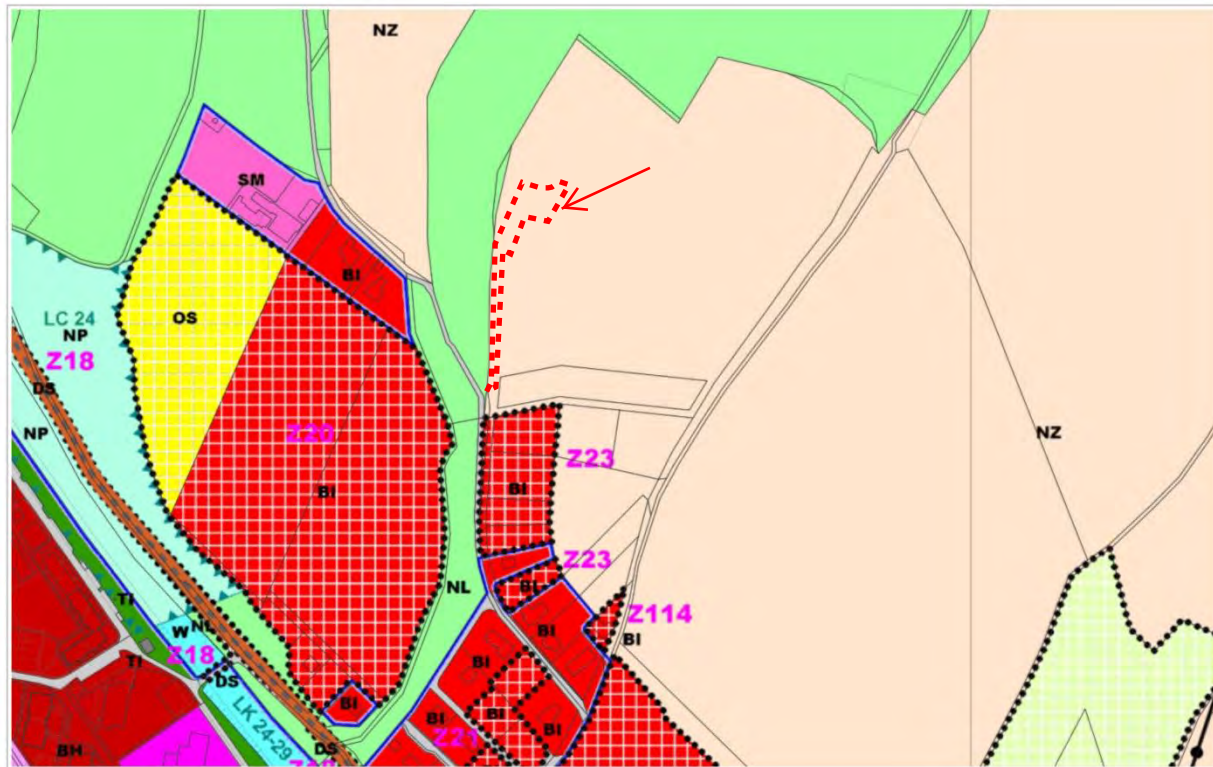 NZ
SM
BI
OS
LC 24
NP
Z18
DS
NP
Z20
BI
Z23
BI
NZ
Z23
BI
NL
TI
Z114
BI
BI
W
NL
Z18
TI
DS
BI
BI
BI
BI
BI
Z21
LK 24-29
DS
BH